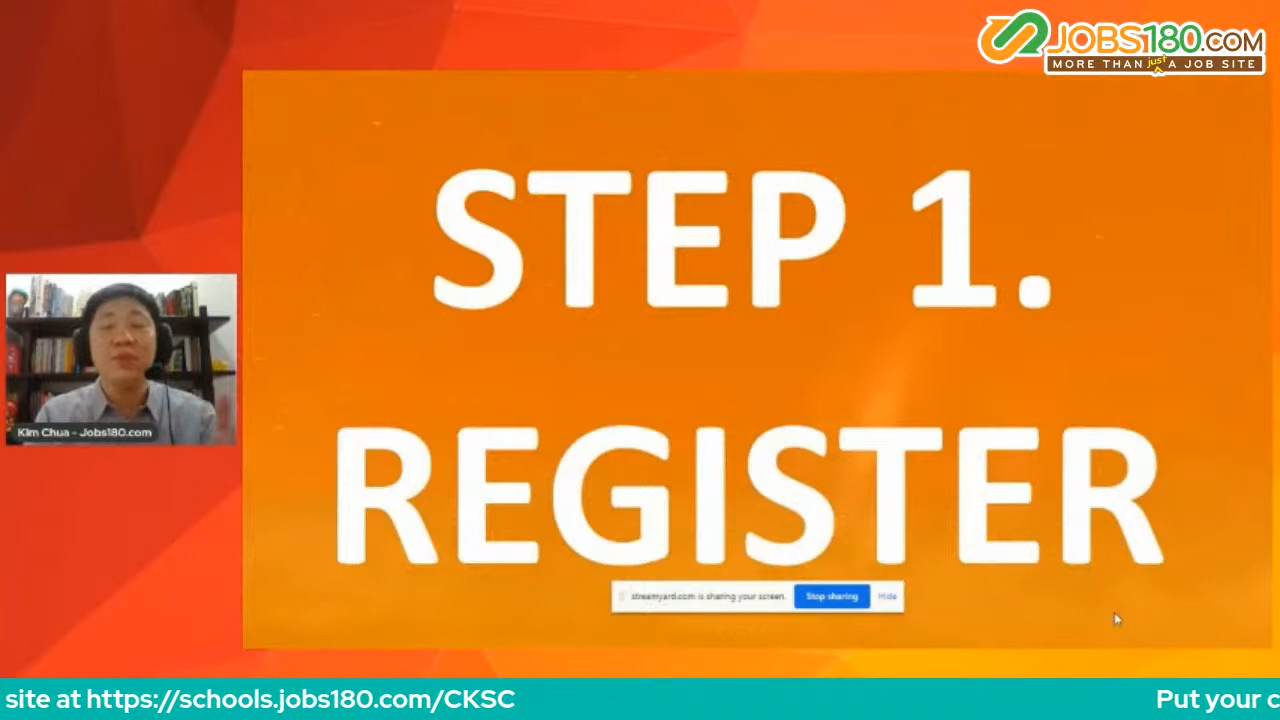 JOBS180.COM
MORE THAN just A JOB SITE
STEP 1.
REGISTER
Kim Chua - Jobs180.com
streamyard.com is sharing your screen.
Stop sharing
Hide
site at https://schools.jobs180.com/CKSC
Put your c